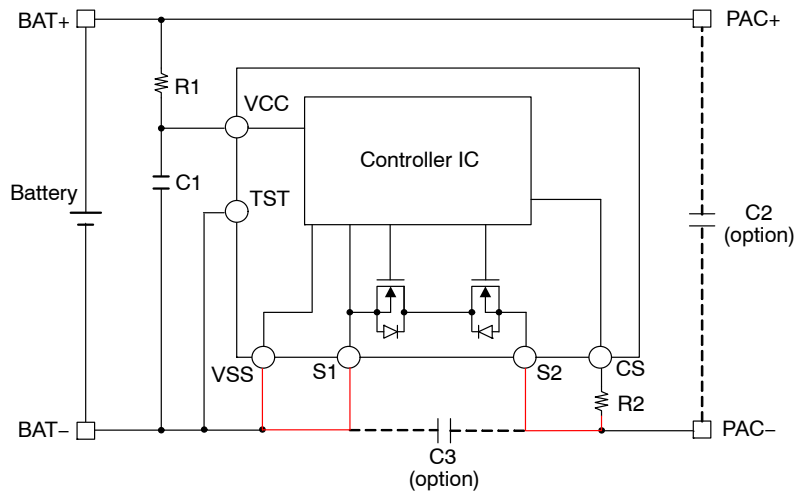 BAT+
PAC+
R1
VCC
Controller IC
C1
Battery
TST
C2
(option)
VSS
S1
S2
CS
R2
BAT−
PAC−
C3
(option)